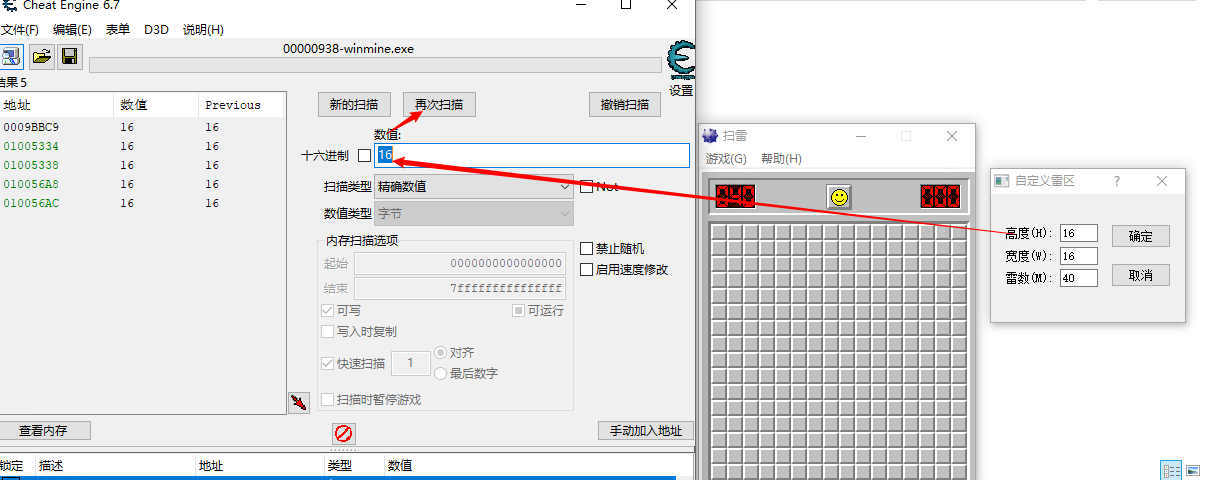 Cheat Engine 6.7
文件(F) 编辑(E) 表单 D3D 说明(H)
00000938-winmine.exe
设置
结果 5
地址 数值 Previous
0009BBC9 16 16
01005334 16 16
01005338 16 16
010056A8 16 16
010056AC 16 16
新的扫描 再次扫描 撤销扫描
数值:
十六进制 16
扫描类型 精确数值 Not
数值类型 字节
内存扫描选项
起始 0000000000000000
结束 7fffffffffffffff
可写 可运行
写入时复制
快速扫描 1 对齐
最后数字
扫描时暂停游戏
禁止随机
启用速度修改
查看内存 手动加入地址
锁定 描述 地址 类型 数值
扫雷
游戏(G) 帮助(H)
000
自定义雷区 ?
高度(H): 16 确定
宽度(W): 16
雷数(M): 40 取消